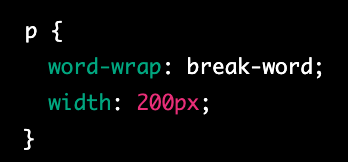 p {
  word-wrap: break-word;
  width: 200px;
}